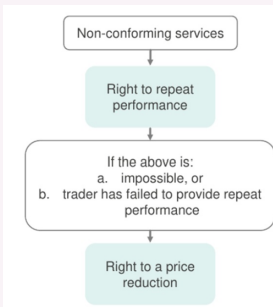 Non-conforming services
Right to repeat
performance
If the above is:
a. impossible, or
b. trader has failed to provide repeat
performance
Right to a price
reduction